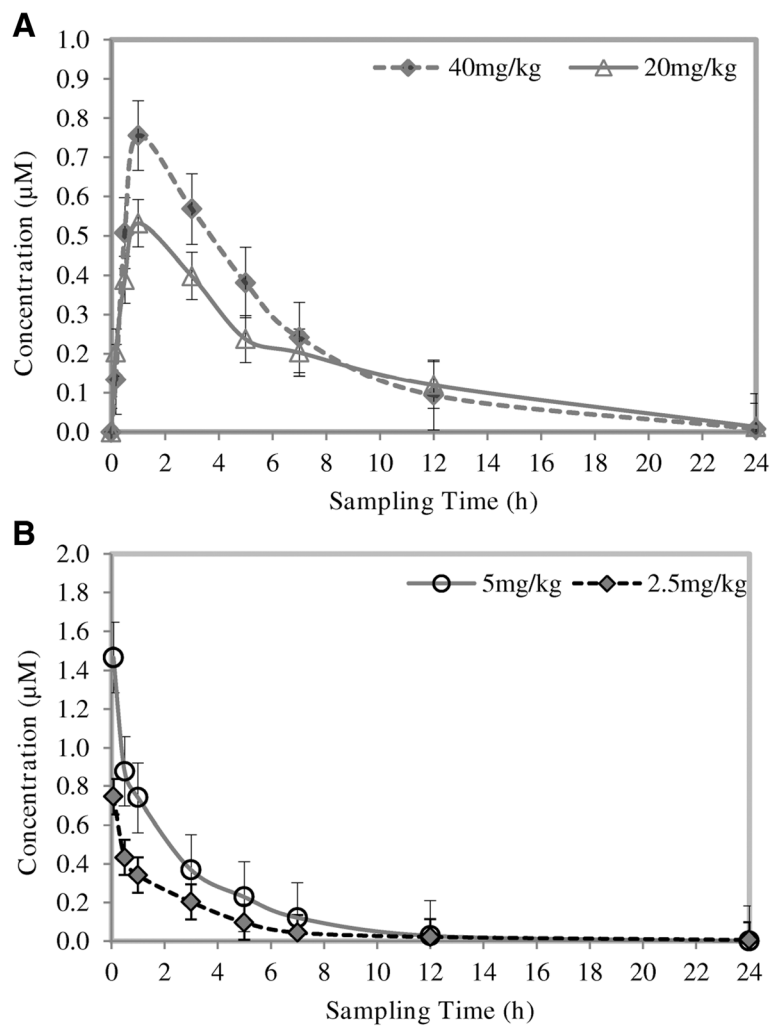 A
1.0
0.9
0.8
0.7
0.6
0.5
0.4
0.3
0.2
0.1
0.0
Concentration (μM)
40mg/kg 20mg/kg
0 2 4 6 8 10 12 14 16 18 20 22 24
Sampling Time (h)
B
2.0
1.8
1.6
1.4
1.2
1.0
0.8
0.6
0.4
0.2
0.0
Concentration (μM)
5mg/kg 2.5mg/kg
0 2 4 6 8 10 12 14 16 18 20 22 24
Sampling Time (h)